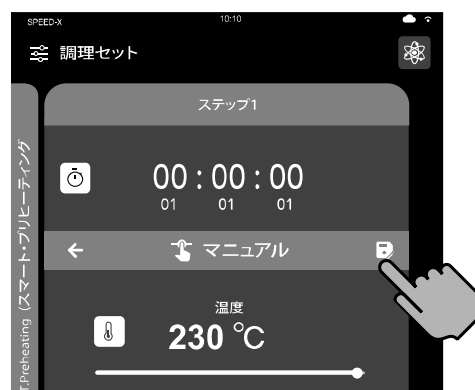 SPEED-X
10:10
調理セット
ステップ1
00 : 00 : 00
01 01 01
マニュアル
温度
230 °C
T.Preheating (スマート・プリヒーティング